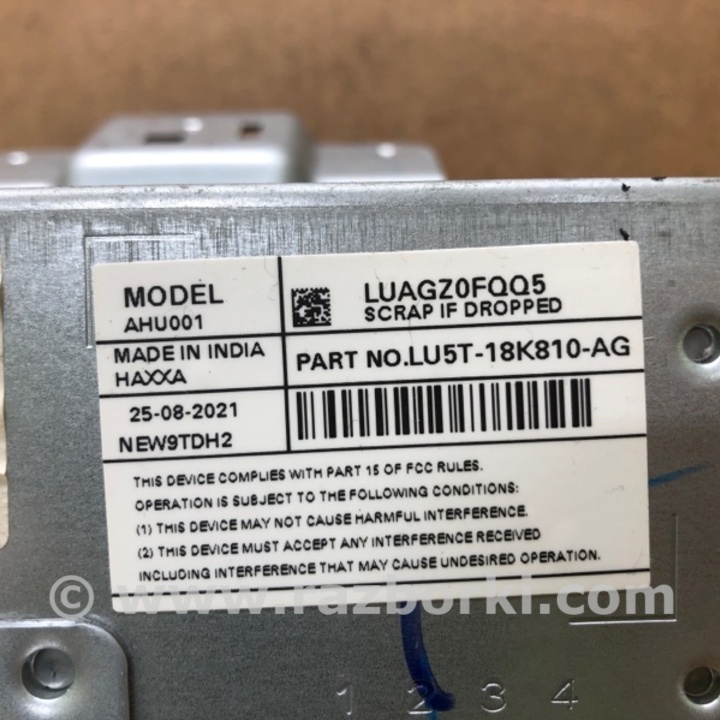 MODEL
AHU001
LUAGZ0FQQ5
SCRAP IF DROPPED
MADE IN INDIA
HAXXA
PART NO.LU5T-18K810-AG
25-08-2021
NEW9TDH2
THIS DEVICE COMPLIES WITH PART 15 OF FCC RULES.
OPERATION IS SUBJECT TO THE FOLLOWING CONDITIONS:
(1) THIS DEVICE MAY NOT CAUSE HARMFUL INTERFERENCE.
(2) THIS DEVICE MUST ACCEPT ANY INTERFERENCE RECEIVED
INCLUDING INTERFERENCE THAT MAY CAUSE UNDESIRED OPERATION.
© www.razborki.com
1 2 3 4